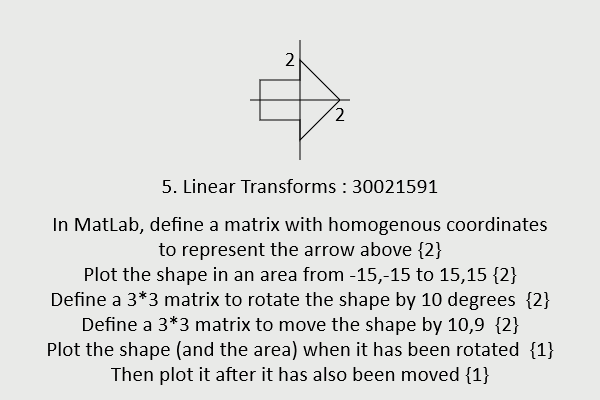 2
2
5. Linear Transforms : 30021591
In MatLab, define a matrix with homogenous coordinates
to represent the arrow above {2}
Plot the shape in an area from -15,-15 to 15,15 {2}
Define a 3*3 matrix to rotate the shape by 10 degrees  {2}
Define a 3*3 matrix to move the shape by 10,9  {2}
Plot the shape (and the area) when it has been rotated  {1}
Then plot it after it has also been moved {1}